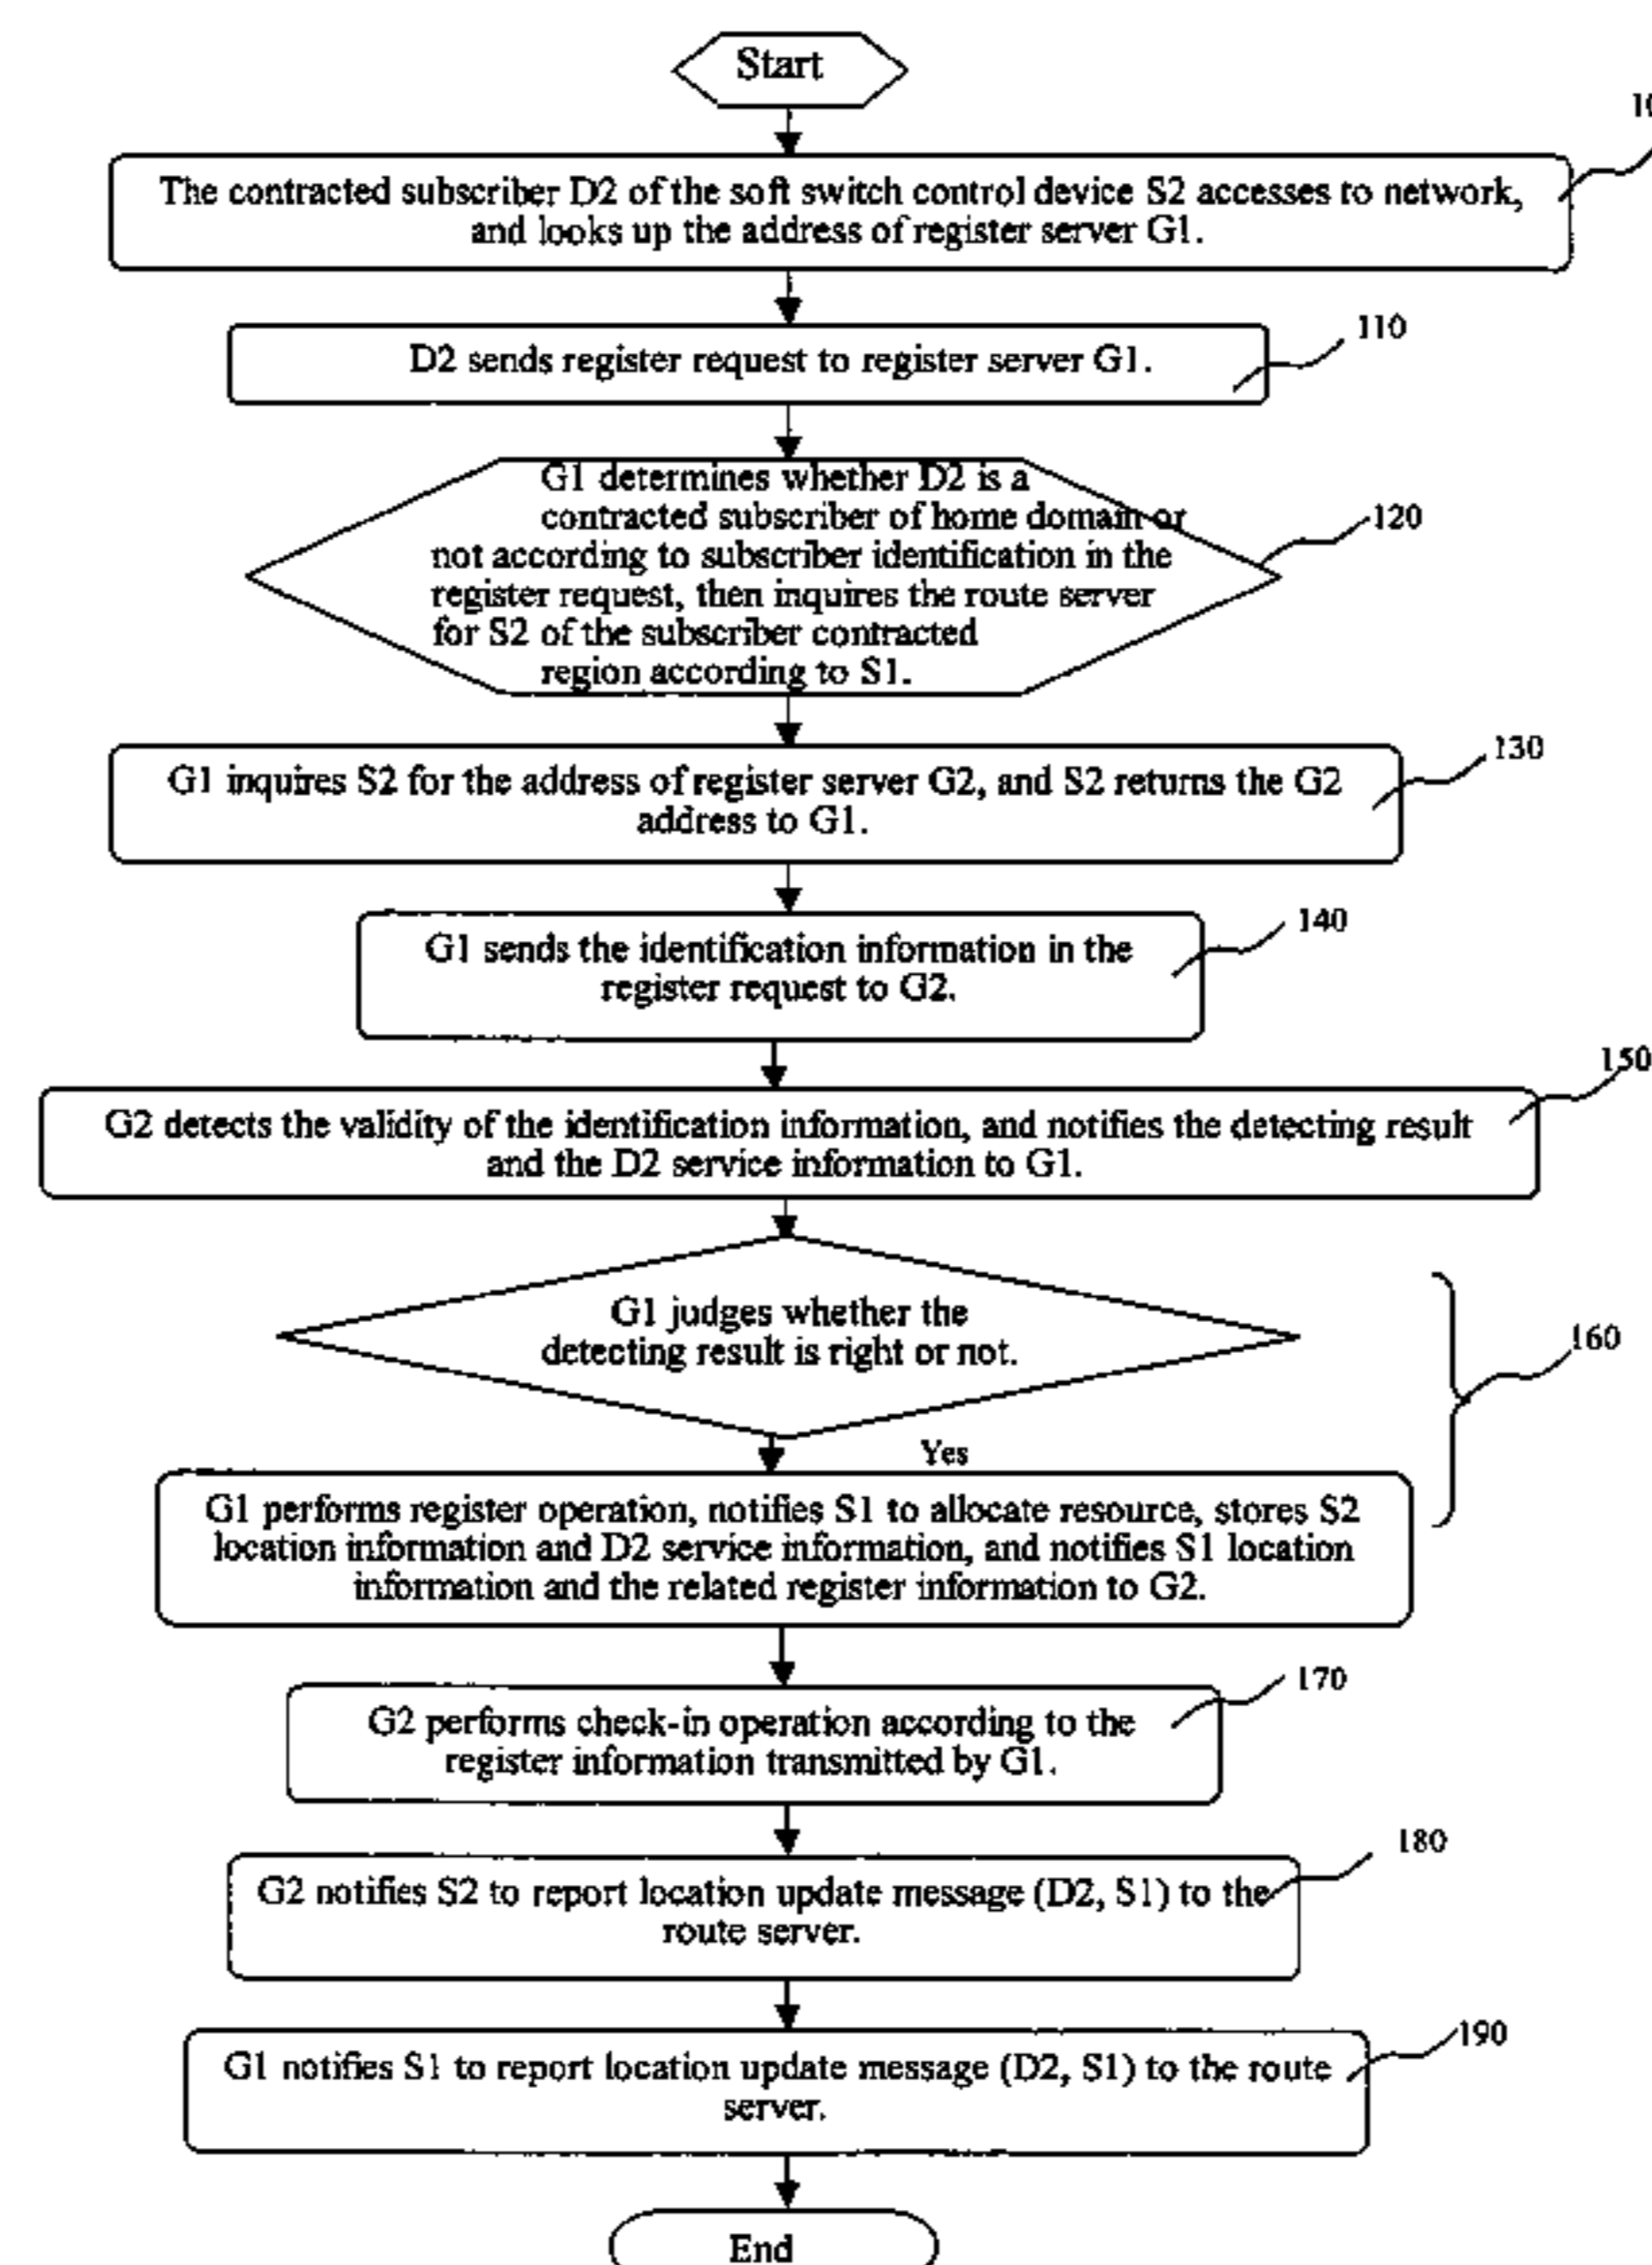 Start
The contracted subscriber D2 of the soft switch control device S2 accesses to network,
and looks up the address of register server G1.
D2 sends register request to register server G1.
110
G1 determines whether D2 is a
contracted subscriber of home domain or
not according to subscriber identification in the
register request, then inquires the route server
for S2 of the subscriber contracted
region according to S1.
120
G1 inquires S2 for the address of register server G2, and S2 returns the G2
address to G1.
130
G1 sends the identification information in the
register request to G2.
140
G2 detects the validity of the identification information, and notifies the detecting result
and the D2 service information to G1.
150
G1 judges whether the
detecting result is right or not.
160
Yes
G1 performs register operation, notifies S1 to allocate resource, stores S2
location information and D2 service information, and notifies S1 location
information and the related register information to G2.
G2 performs check-in operation according to the
register information transmitted by G1.
170
G2 notifies S2 to report location update message (D2, S1) to the
route server.
180
G1 notifies S1 to report location update message (D2, S1) to the route
server.
190
End